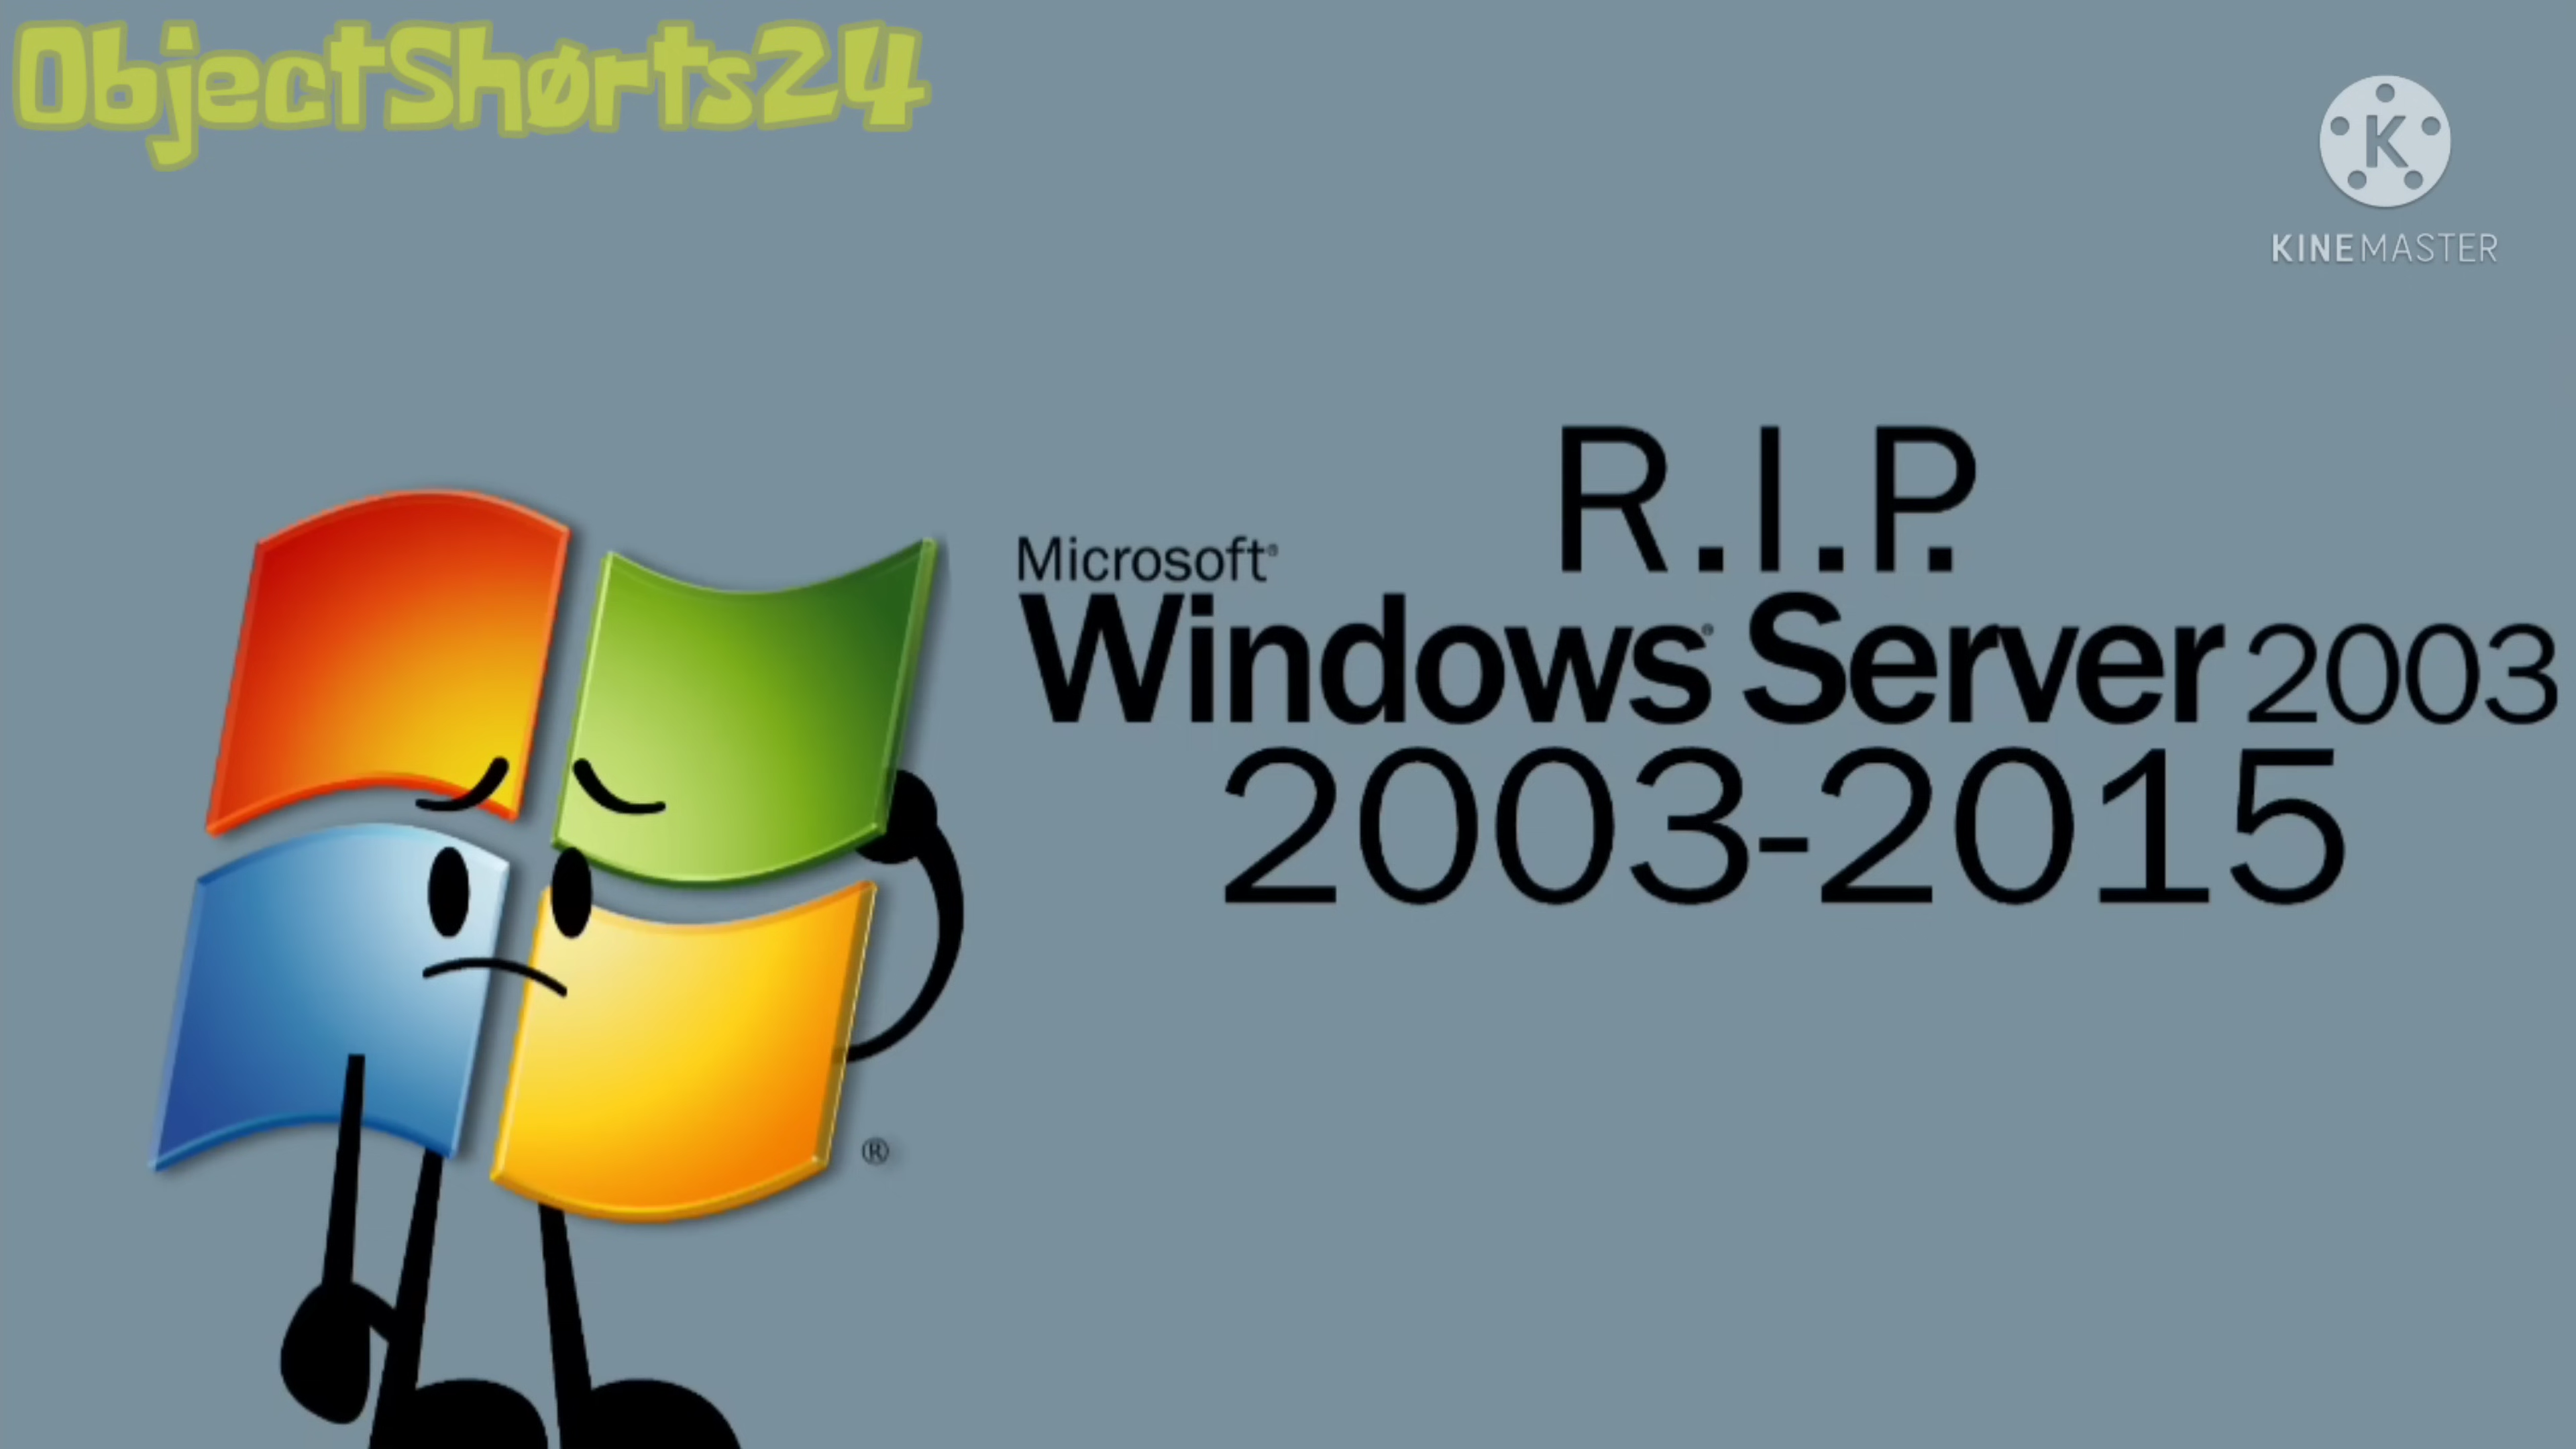 ObjectShørts24
K
KINEMASTER
R.I.P.
Microsoft®
Windows® Server 2003
2003-2015
®